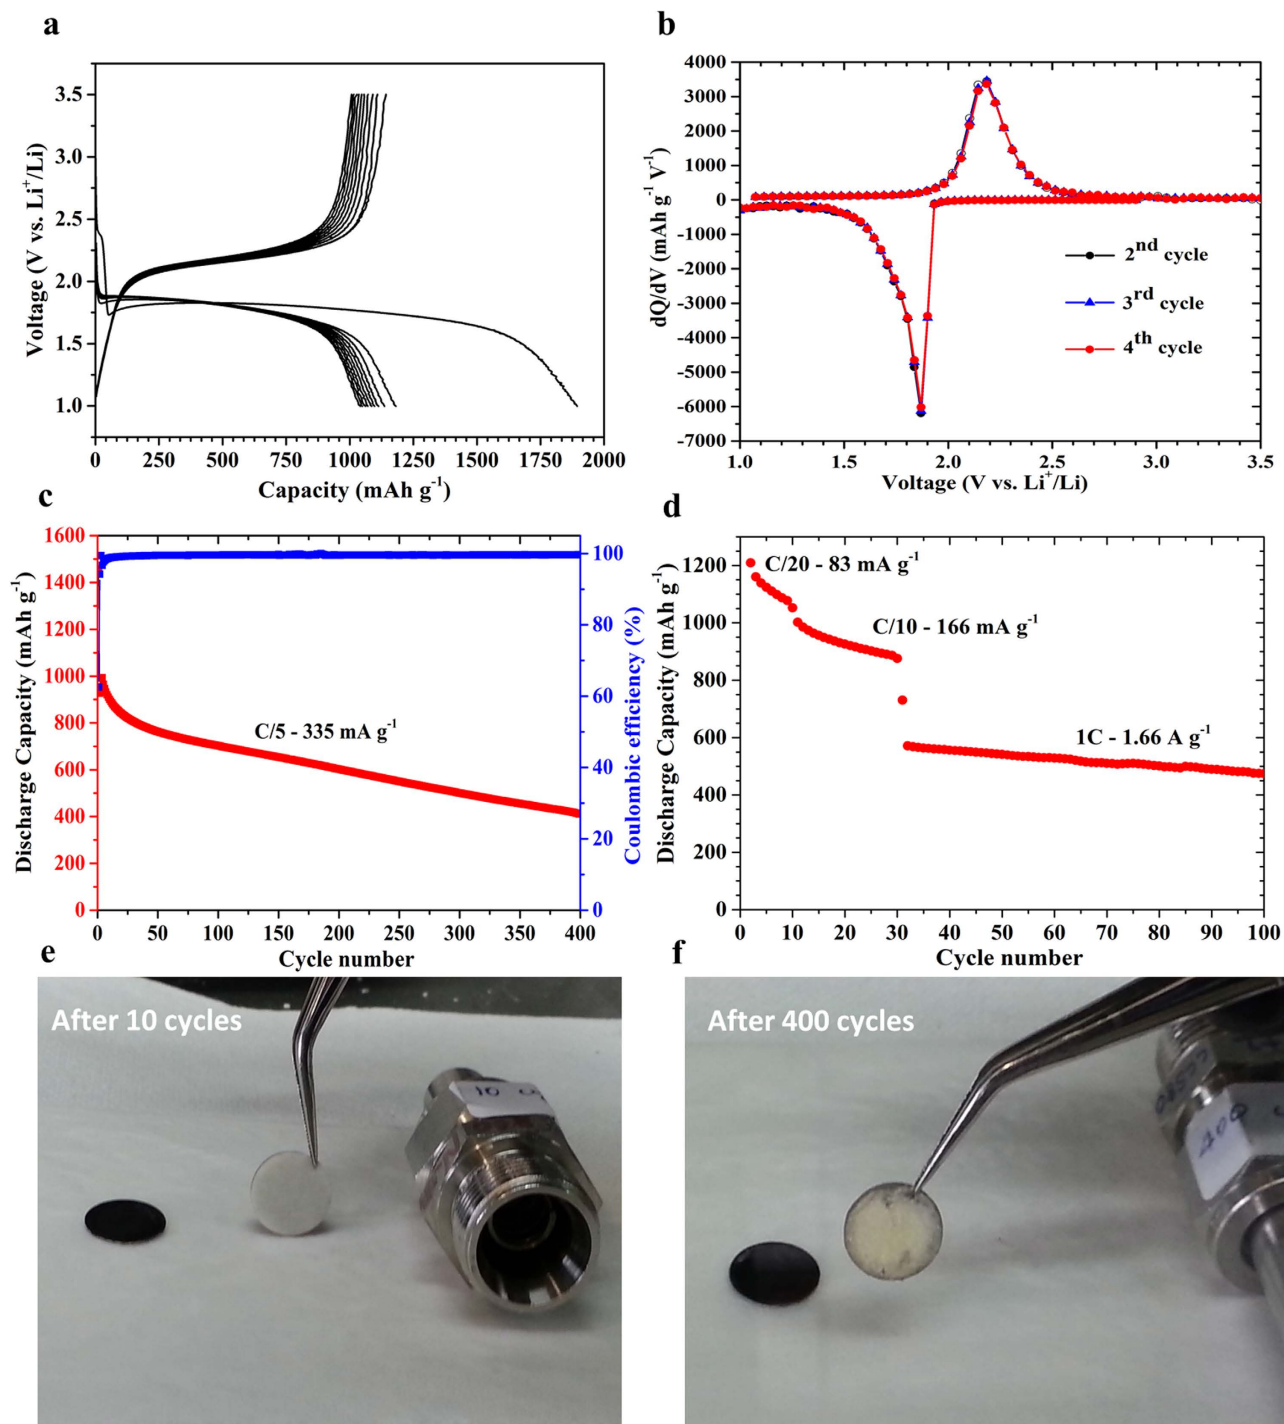 a
3.5
3.0
2.5
2.0
1.5
1.0
Voltage (V vs. Li⁺/Li)
0 250 500 750 1000 1250 1500 1750 2000
Capacity (mAh g⁻¹)
b
4000
3000
2000
1000
0
-1000
-2000
-3000
-4000
-5000
-6000
-7000
dQ/dV (mAh g⁻¹ V⁻¹)
2ⁿᵈ cycle
3ʳᵈ cycle
4ᵗʰ cycle
1.0 1.5 2.0 2.5 3.0 3.5
Voltage (V vs. Li⁺/Li)
c
1600
1400
1200
1000
800
600
400
200
0
Discharge Capacity (mAh g⁻¹)
C/5 - 335 mA g⁻¹
100
80
60
40
20
0
Coulombic efficiency (%)
0 50 100 150 200 250 300 350 400
Cycle number
d
1200
1000
800
600
400
200
0
Discharge Capacity (mAh g⁻¹)
C/20 - 83 mA g⁻¹
C/10 - 166 mA g⁻¹
1C - 1.66 A g⁻¹
0 10 20 30 40 50 60 70 80 90 100
Cycle number
e
After 10 cycles
10
f
After 400 cycles
400